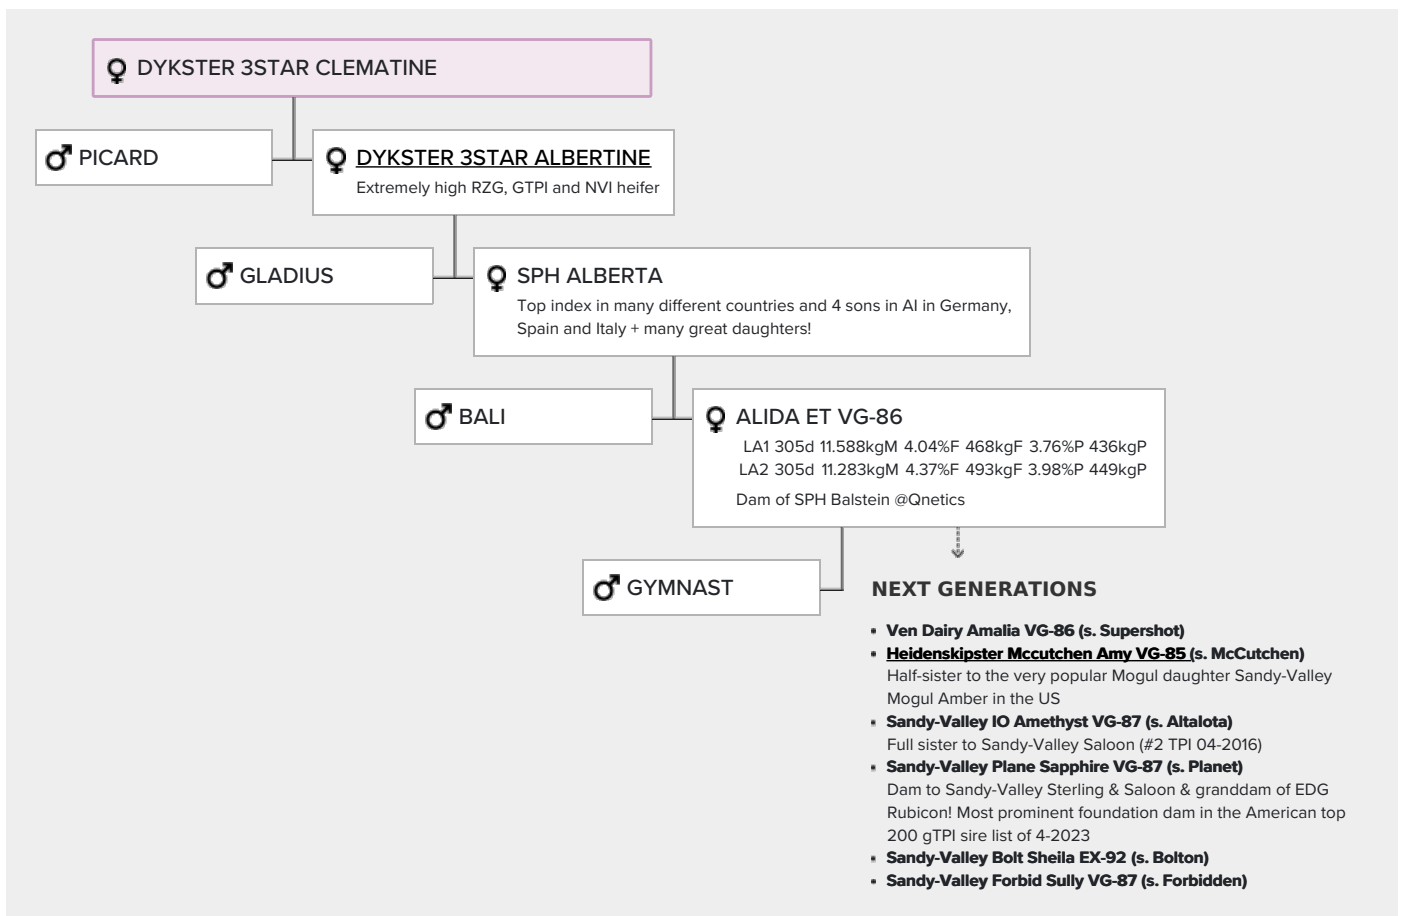 DYKSTER 3STAR CLEMATINE
PICARD
DYKSTER 3STAR ALBERTINE
Extremely high RZG, GTPI and NVI heifer
GLADIUS
SPH ALBERTA
Top index in many different countries and 4 sons in AI in Germany,
Spain and Italy + many great daughters!
BALI
ALIDA ET VG-86
LA1 305d 11.588kgM 4.04%F 468kgF 3.76%P 436kgP
LA2 305d 11.283kgM 4.37%F 493kgF 3.98%P 449kgP
Dam of SPH Balstein @Qnetics
GYMNAST
NEXT GENERATIONS
Ven Dairy Amalia VG-86 (s. Supershot)
Heidenskipster Mccutchen Amy VG-85 (s. McCutchen)
Half-sister to the very popular Mogul daughter Sandy-Valley
Mogul Amber in the US
Sandy-Valley IO Amethyst VG-87 (s. AltaIota)
Full sister to Sandy-Valley Saloon (#2 TPI 04-2016)
Sandy-Valley Plane Sapphire VG-87 (s. Planet)
Dam to Sandy-Valley Sterling & Saloon & granddam of EDG
Rubicon! Most prominent foundation dam in the American top
200 gTPI sire list of 4-2023
Sandy-Valley Bolt Sheila EX-92 (s. Bolton)
Sandy-Valley Forbid Sully VG-87 (s. Forbidden)